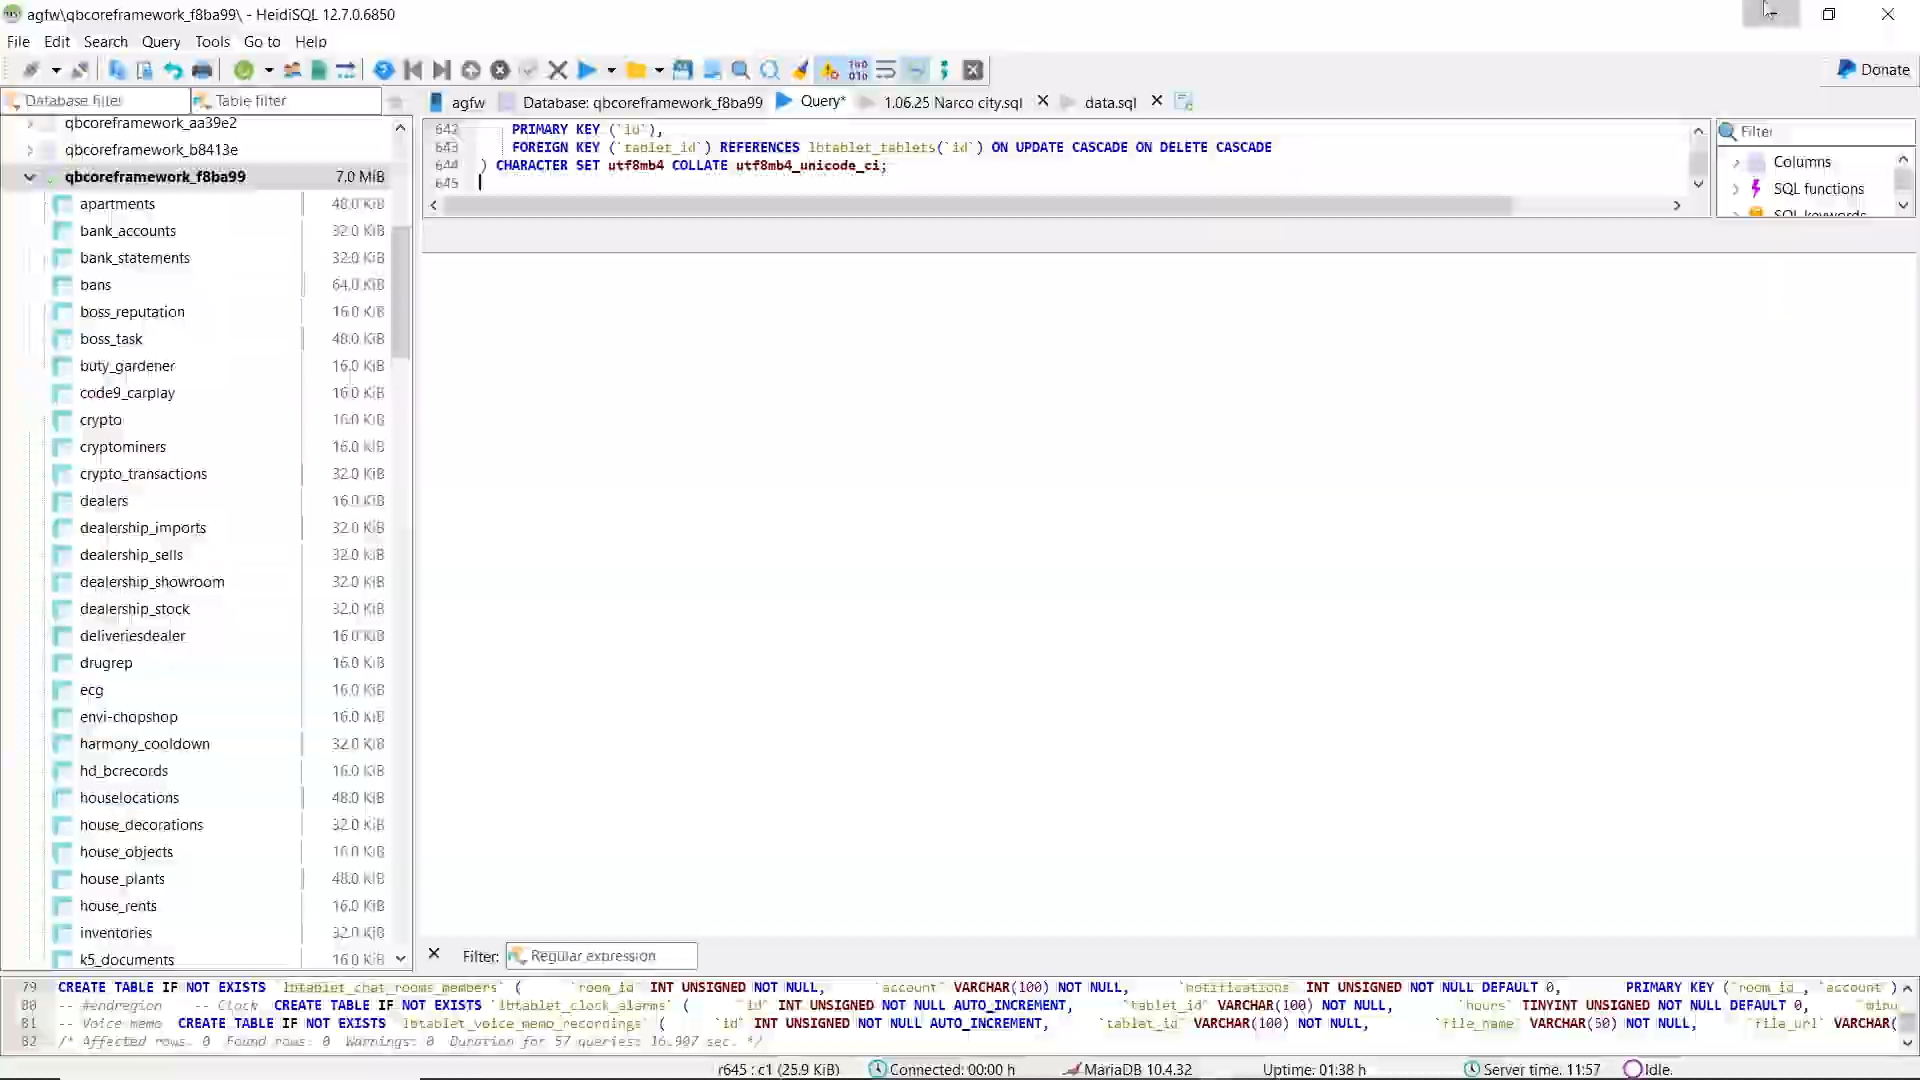 agfw\qbcoreframework_f8ba99\ - HeidiSQL 12.7.0.6850
File Edit Search Query Tools Go to Help
Donate
Database filter Table filter
agfw Database: qbcoreframework_f8ba99 Query* 1.06.25 Narco city.sql data.sql
qbcoreframework_aa39e2
qbcoreframework_b8413e
qbcoreframework_f8ba99 7.0 MiB
apartments 48.0 KiB
bank_accounts 32.0 KiB
bank_statements 32.0 KiB
bans 64.0 KiB
boss_reputation 16.0 KiB
boss_task 48.0 KiB
buty_gardener 16.0 KiB
code9_carplay 16.0 KiB
crypto 16.0 KiB
cryptominers 16.0 KiB
crypto_transactions 32.0 KiB
dealers 16.0 KiB
dealership_imports 32.0 KiB
dealership_sells 32.0 KiB
dealership_showroom 32.0 KiB
dealership_stock 32.0 KiB
deliveriesdealer 16.0 KiB
drugrep 16.0 KiB
ecg 16.0 KiB
envi-chopshop 16.0 KiB
harmony_cooldown 32.0 KiB
hd_bcrecords 16.0 KiB
houselocations 48.0 KiB
house_decorations 32.0 KiB
house_objects 16.0 KiB
house_plants 48.0 KiB
house_rents 16.0 KiB
inventories 32.0 KiB
k5_documents 16.0 KiB
642 PRIMARY KEY (`id`),
643 FOREIGN KEY (`tablet_id`) REFERENCES lbtablet_tablets(`id`) ON UPDATE CASCADE ON DELETE CASCADE
644 ) CHARACTER SET utf8mb4 COLLATE utf8mb4_unicode_ci;
645
Filter
Columns
SQL functions
SQL keywords
Filter: Regular expression
79 CREATE TABLE IF NOT EXISTS `lbtablet_chat_rooms_members` ( `room_id` INT UNSIGNED NOT NULL, `account` VARCHAR(100) NOT NULL, `notifications` INT UNSIGNED NOT NULL DEFAULT 0, PRIMARY KEY (`room_id`, `account`)
80 -- #endregion -- Clock CREATE TABLE IF NOT EXISTS `lbtablet_clock_alarms` ( `id` INT UNSIGNED NOT NULL AUTO_INCREMENT, `tablet_id` VARCHAR(100) NOT NULL, `hours` TINYINT UNSIGNED NOT NULL DEFAULT 0, `minu
81 -- Voice memo CREATE TABLE IF NOT EXISTS `lbtablet_voice_memo_recordings` ( `id` INT UNSIGNED NOT NULL AUTO_INCREMENT, `tablet_id` VARCHAR(100) NOT NULL, `file_name` VARCHAR(50) NOT NULL, `file_url` VARCHAR(
82 /* Affected rows: 0 Found rows: 0 Warnings: 0 Duration for 57 queries: 16.907 sec. */
r645 : c1 (25.9 KiB) Connected: 00:00 h MariaDB 10.4.32 Uptime: 01:38 h Server time: 11:57 Idle.